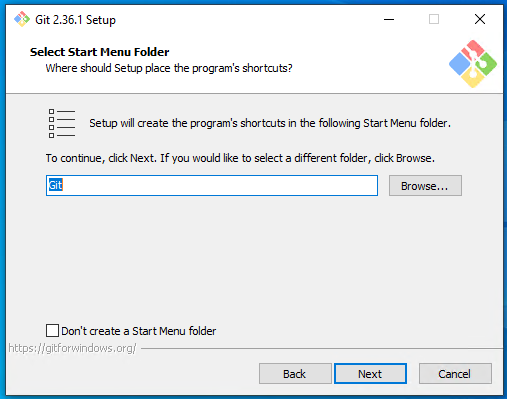 Git 2.36.1 Setup
Select Start Menu Folder
Where should Setup place the program's shortcuts?
Setup will create the program's shortcuts in the following Start Menu folder.
To continue, click Next. If you would like to select a different folder, click Browse.
Git
Browse...
Don't create a Start Menu folder
https://gitforwindows.org/
Back
Next
Cancel